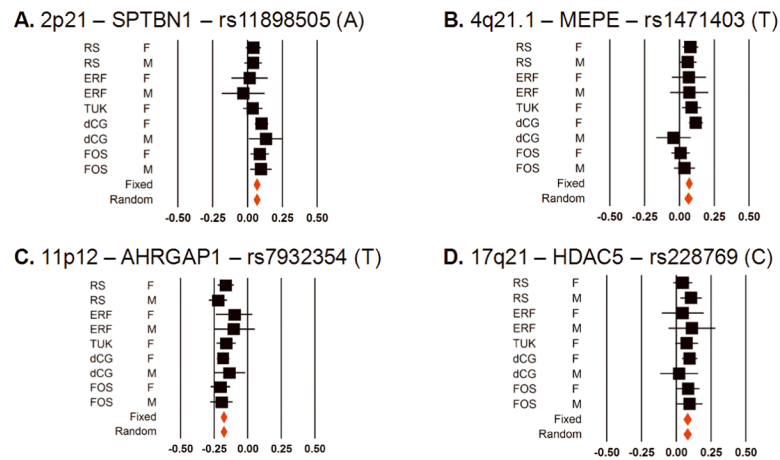 A. 2p21 – SPTBN1 – rs11898505 (A)
RS F
RS M
ERF F
ERF M
TUK F
dCG F
dCG M
FOS F
FOS M
Fixed
Random
-0.50 -0.25 0.00 0.25 0.50
B. 4q21.1 – MEPE – rs1471403 (T)
RS F
RS M
ERF F
ERF M
TUK F
dCG F
dCG M
FOS F
FOS M
Fixed
Random
-0.50 -0.25 0.00 0.25 0.50
C. 11p12 – AHRGAP1 – rs7932354 (T)
RS F
RS M
ERF F
ERF M
TUK F
dCG F
dCG M
FOS F
FOS M
Fixed
Random
-0.50 -0.25 0.00 0.25 0.50
D. 17q21 – HDAC5 – rs228769 (C)
RS F
RS M
ERF F
ERF M
TUK F
dCG F
dCG M
FOS F
FOS M
Fixed
Random
-0.50 -0.25 0.00 0.25 0.50